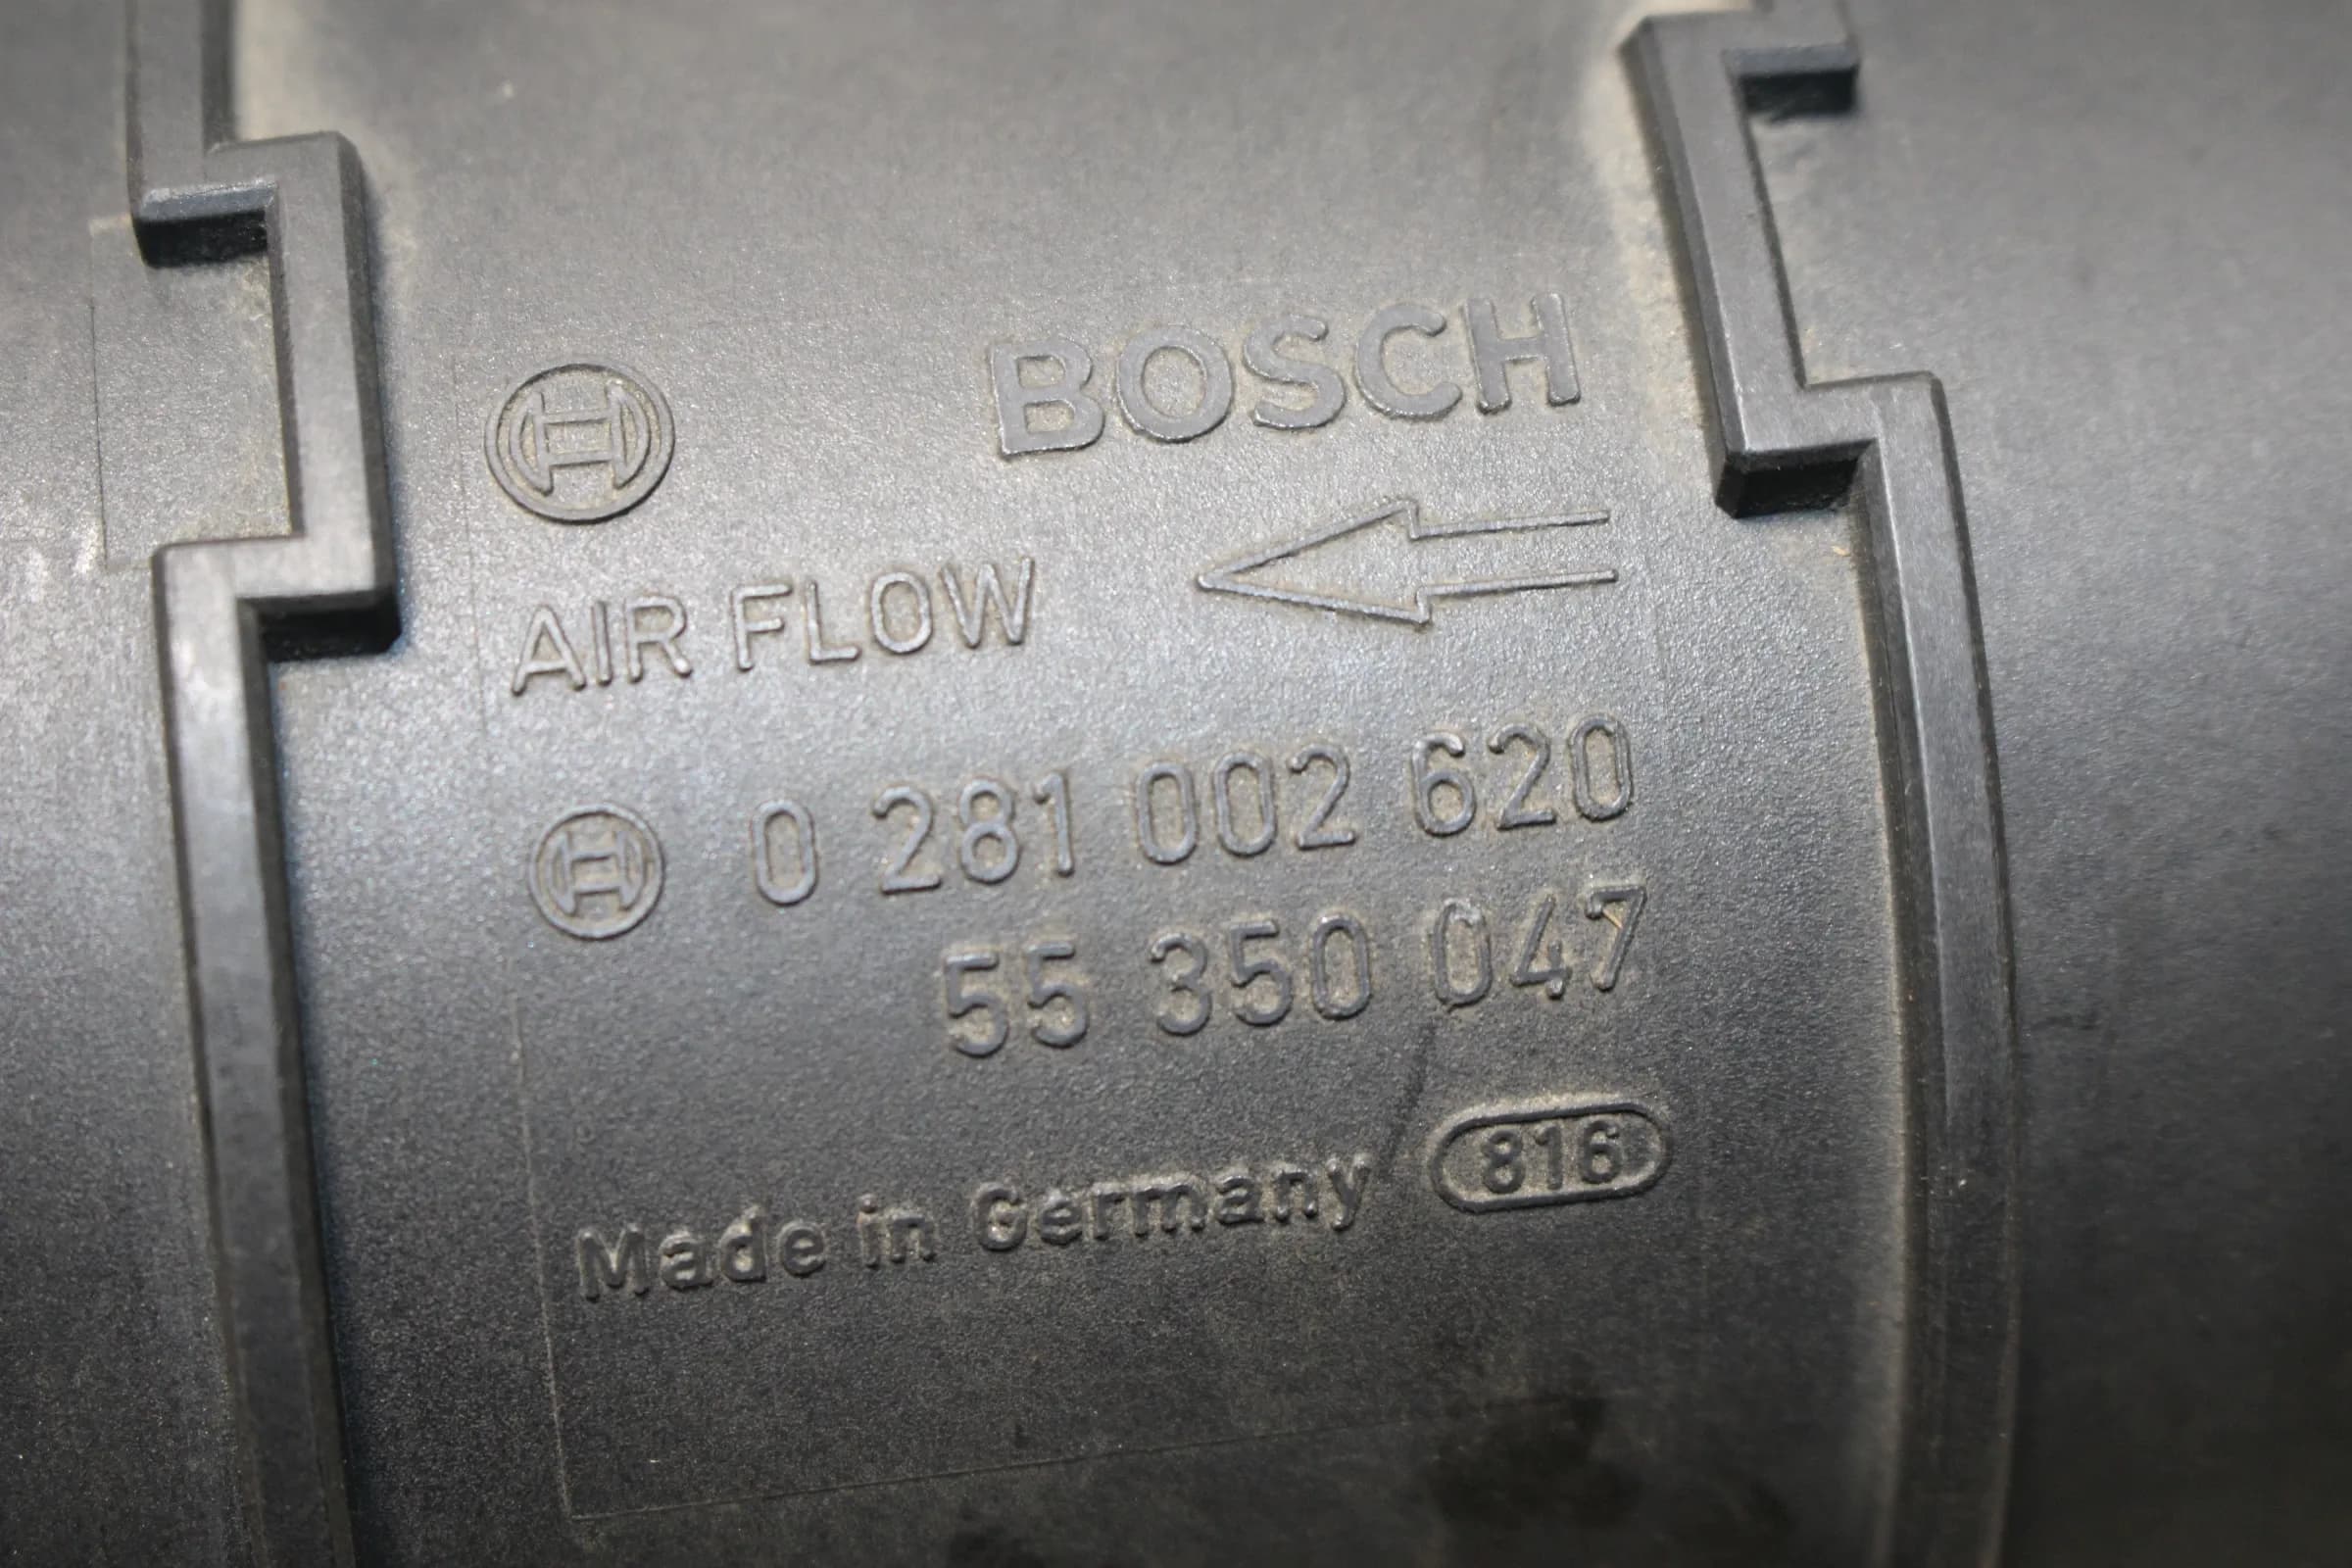 BOSCH
AIR FLOW
0 281 002 620
55 350 047
Made in Germany 816